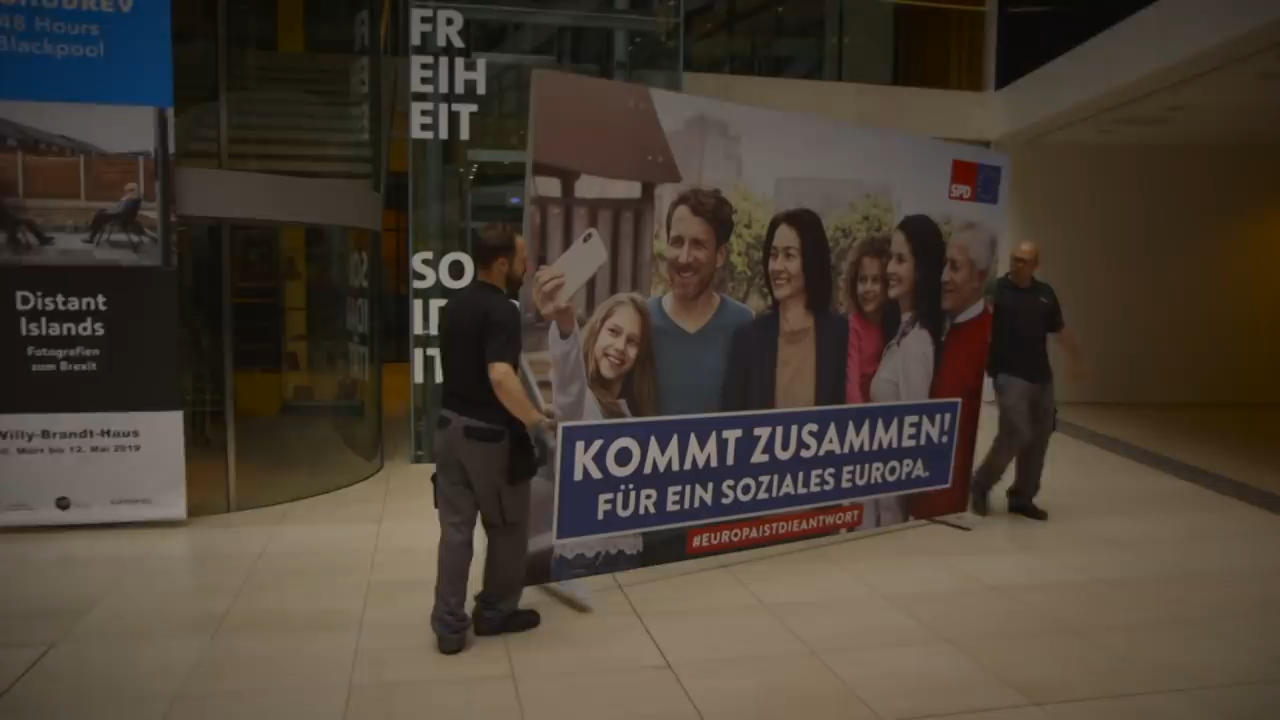 48 Hours
Blackpool
Distant
Islands
Fotografien
zum Brexit
Willy-Brandt-Haus
bis 12. Mai 2019
FR
EIH
EIT
SO
IT
SPD
KOMMT ZUSAMMEN!
FÜR EIN SOZIALES EUROPA.
#EUROPAISTDIEANTWORT